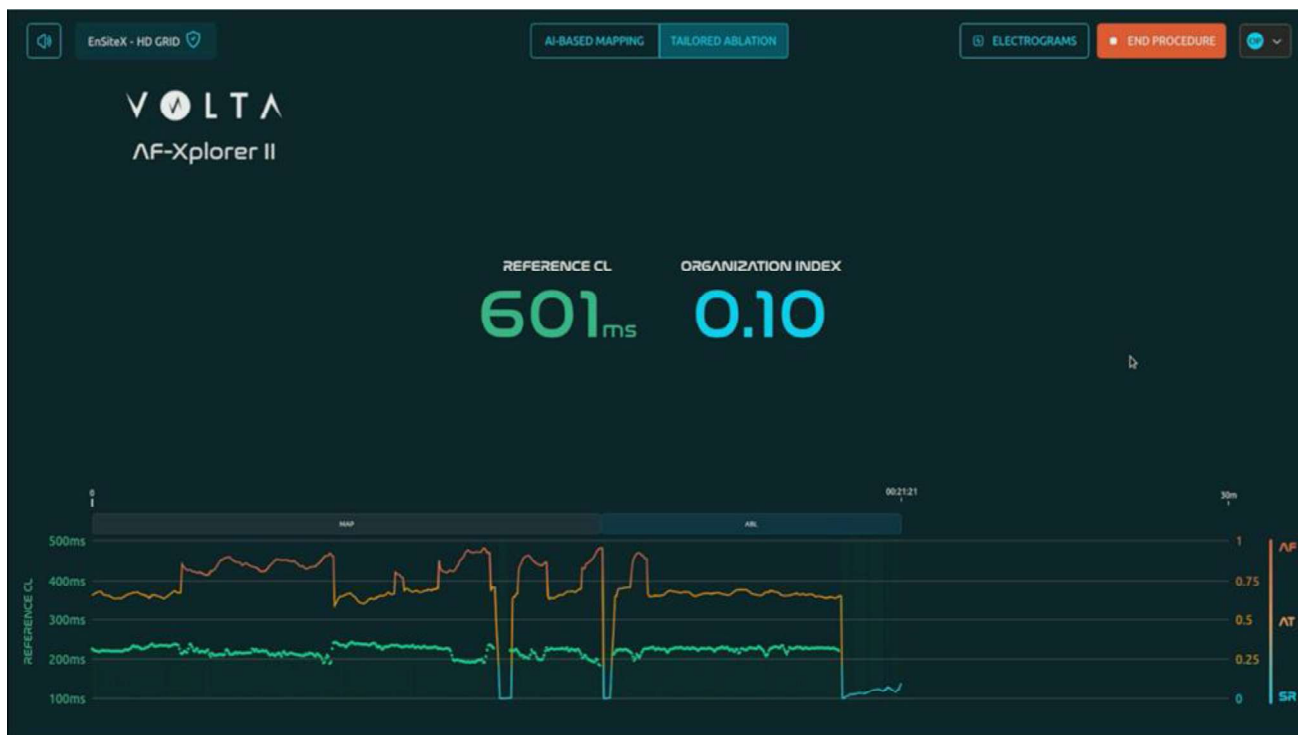 EnSiteX - HD GRID
AI-BASED MAPPING
TAILORED ABLATION
ELECTROGRAMS
END PROCEDURE
OP
VOLTA
AF-Xplorer II
REFERENCE CL
ORGANIZATION INDEX
601ms
0.10
0
00:21:21
30m
MAP
ABL
500ms
400ms
300ms
200ms
100ms
REFERENCE CL
1
0.75
0.5
0.25
0
AF
AT
SR